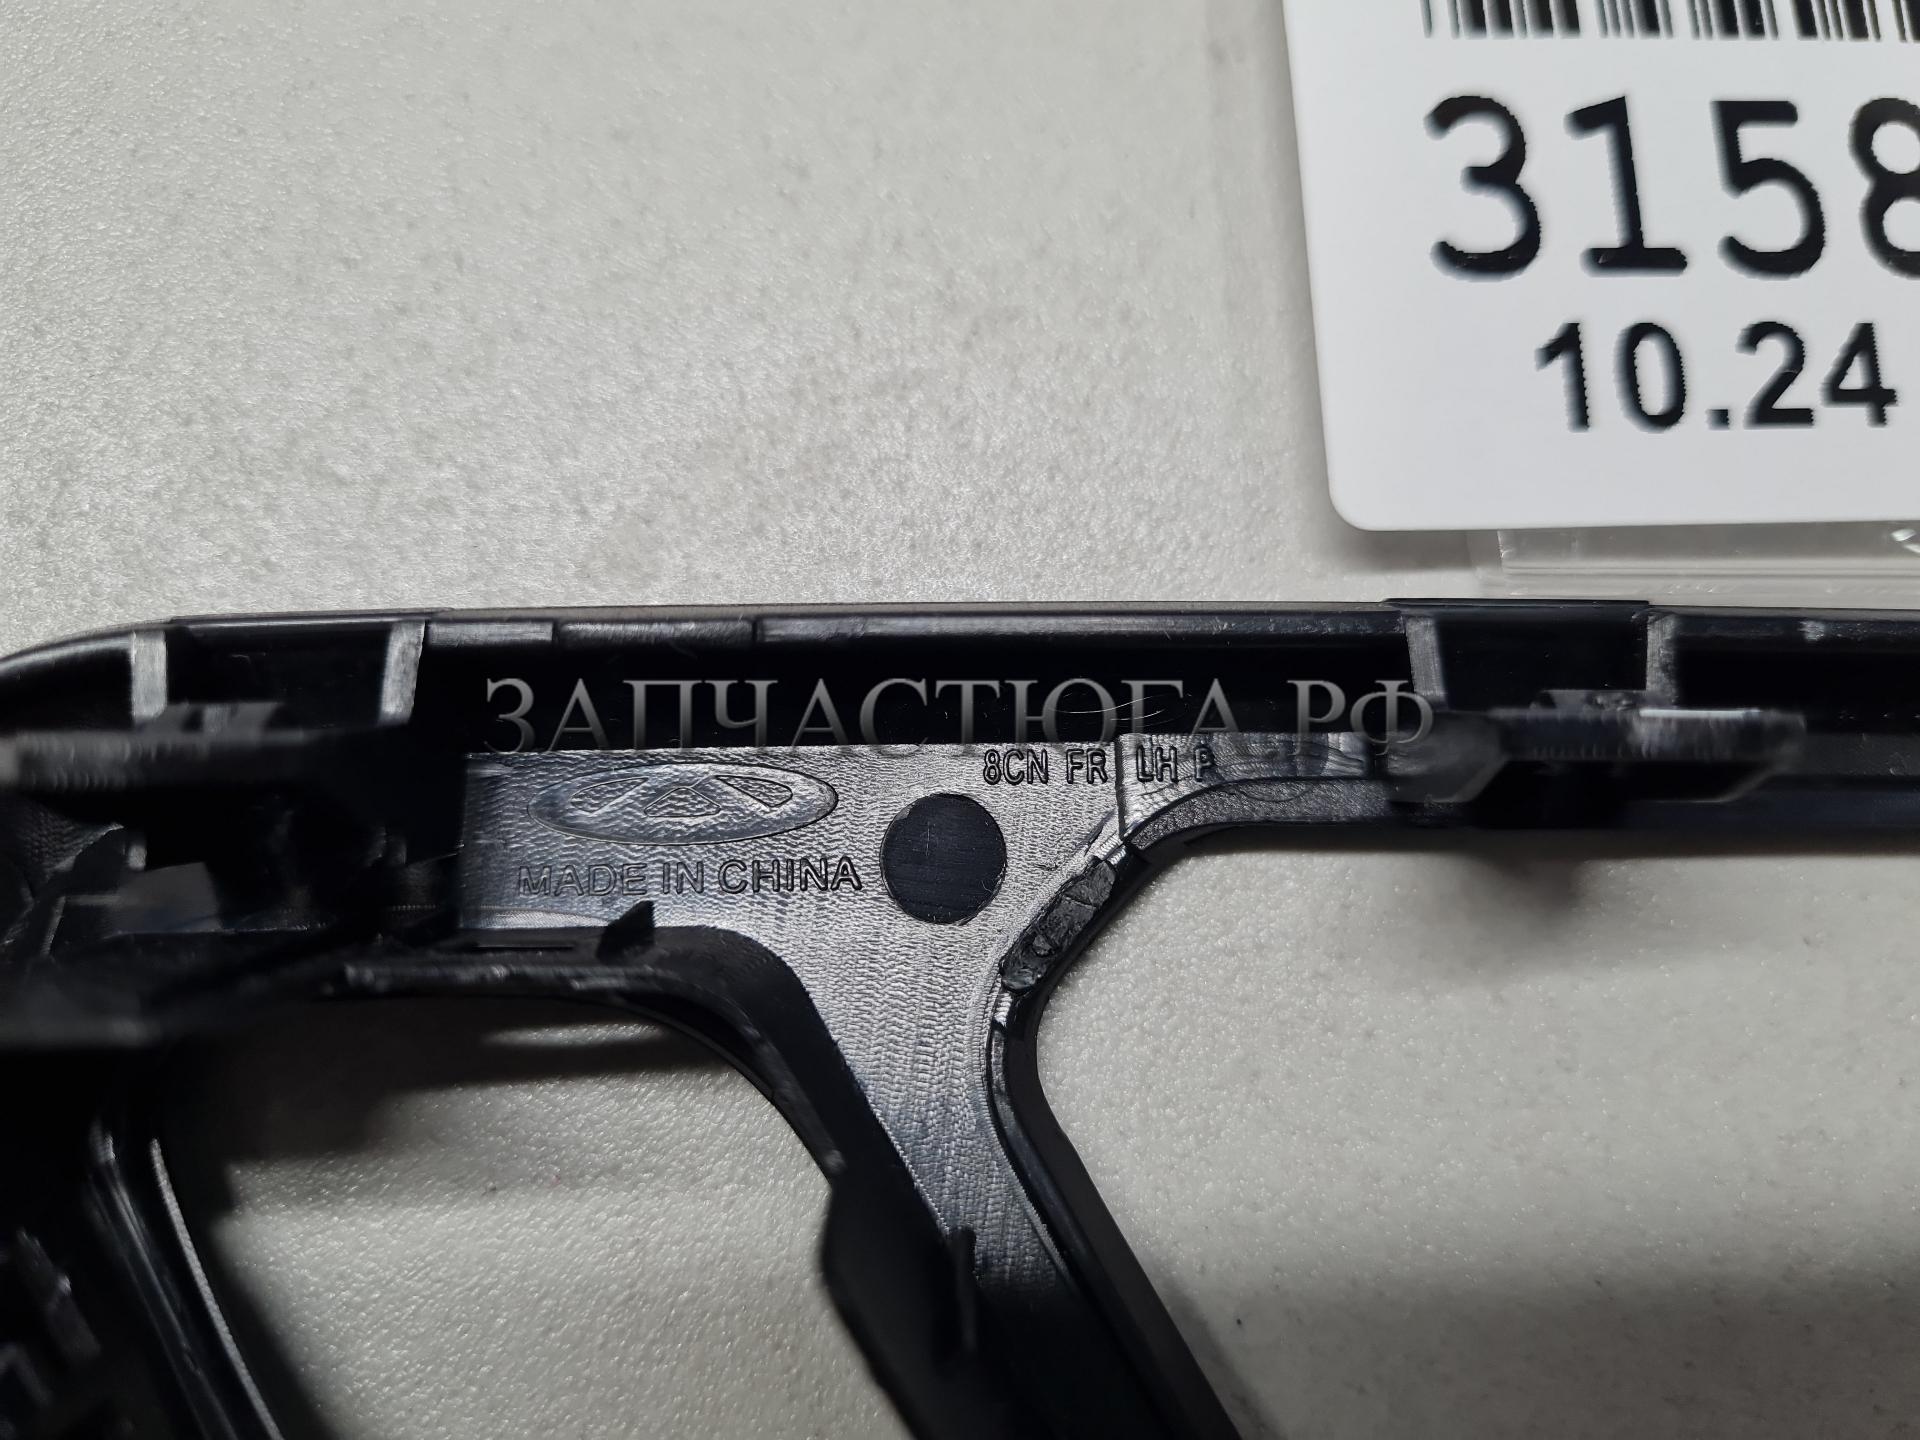 3158
10.24
ЗАПЧАСТЮГА.РФ
8CN FR LH P
MADE IN CHINA